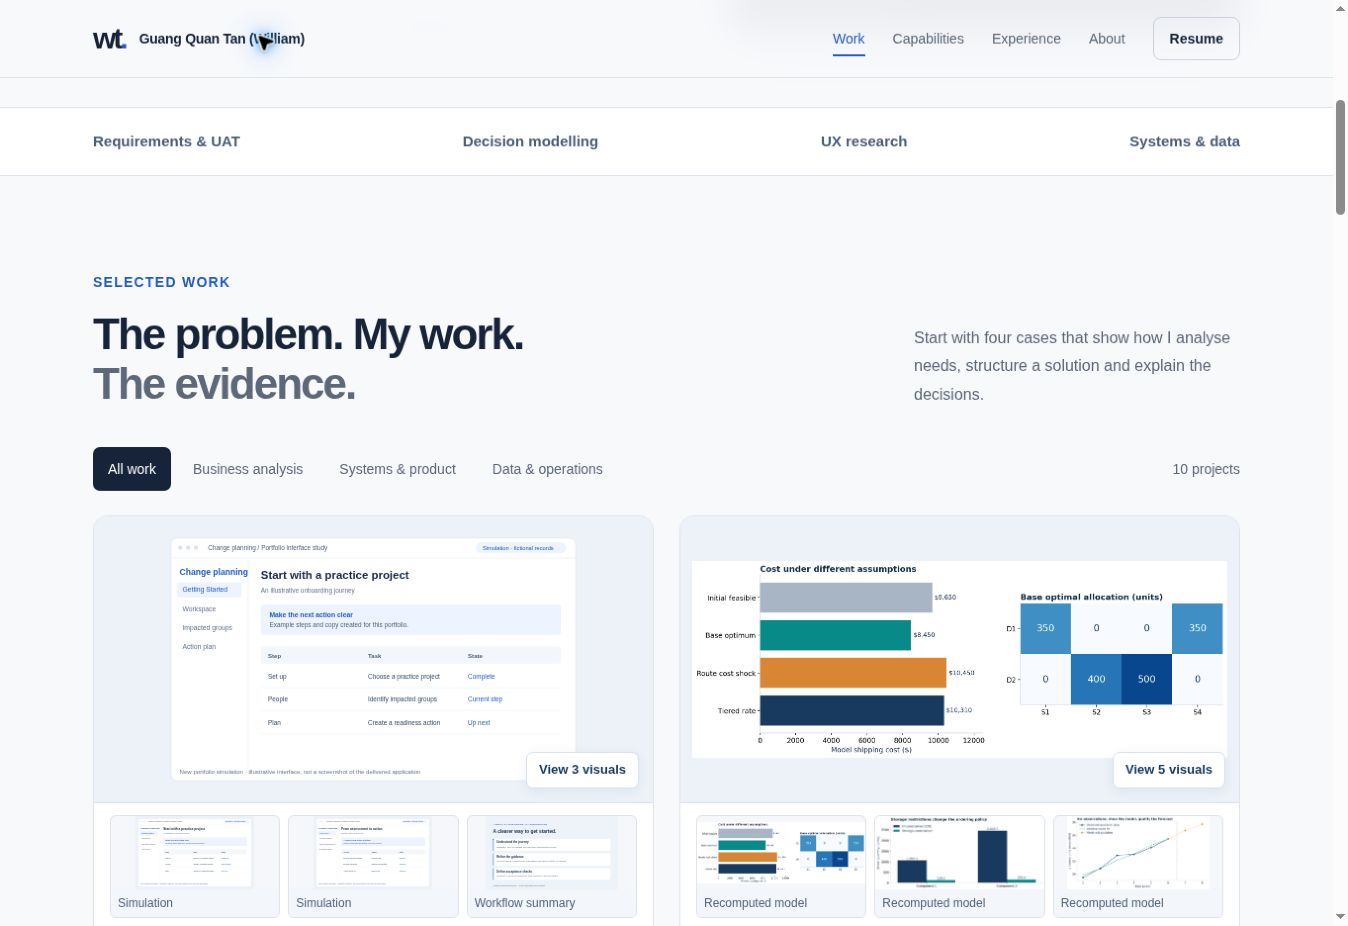 wt.
Guang Quan Tan (William)
Work
Capabilities
Experience
About
Resume
Requirements & UAT
Decision modelling
UX research
Systems & data
SELECTED WORK
The problem. My work.
The evidence.
Start with four cases that show how I analyse
needs, structure a solution and explain the
decisions.
All work
Business analysis
Systems & product
Data & operations
10 projects
Change planning / Portfolio interface study
Simulation · fictional records
Change planning
Getting Started
Workspace
Impacted groups
Action plan
Start with a practice project
An illustrative onboarding journey
Make the next action clear
Example steps and copy created for this portfolio.
Step Task State
Set up Choose a practice project Complete
People Identify impacted groups Current step
Plan Create a readiness action Up next
New portfolio simulation · illustrative interface, not a screenshot of the delivered application
View 3 visuals
Cost under different assumptions
Initial feasible
Base optimum $8,450
Route cost shock $10,450
Tiered rate $10,310
0 2000 4000 6000 8000 10000 12000
Model shipping cost ($)
Base optimal allocation (units)
D1 350 0 0 350
D2 0 400 500 0
S1 S2 S3 S4
View 5 visuals
Simulation
Simulation
A clearer way to get started.
Workflow summary
Recompputed model
Recomputed model
Recomputed model